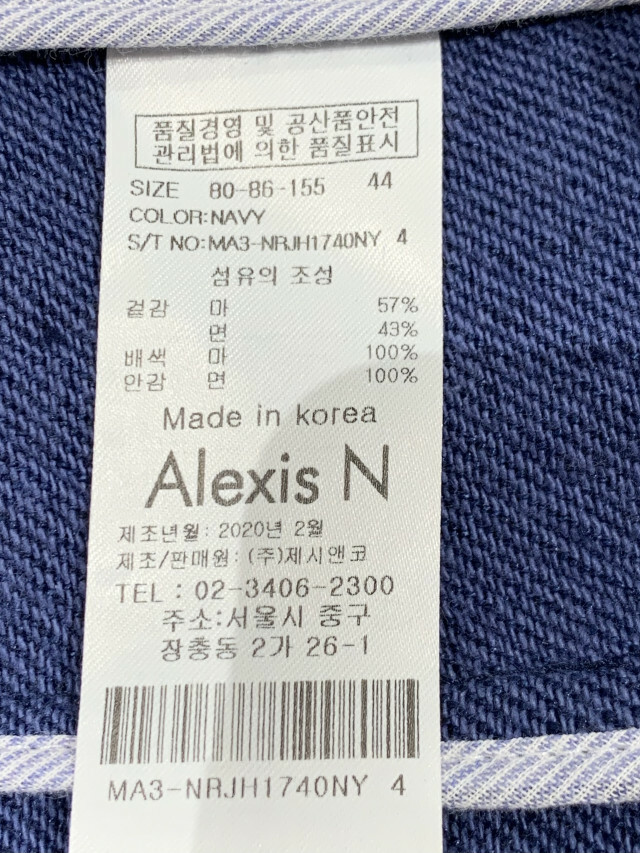 품질경영 및 공산품안전
관리법에 의한 품질표시
SIZE 80-86-155 44
COLOR:NAVY
S/T NO:MA3-NRJH1740NY 4
섬유의 조성
겉감 마 57%
면 43%
배색 마 100%
안감 면 100%
Made in korea
Alexis N
제조년월: 2020년 2월
제조/판매원: (주)제시앤코
TEL : 02-3406-2300
주소:서울시 중구
장충동 2가 26-1
MA3-NRJH1740NY 4